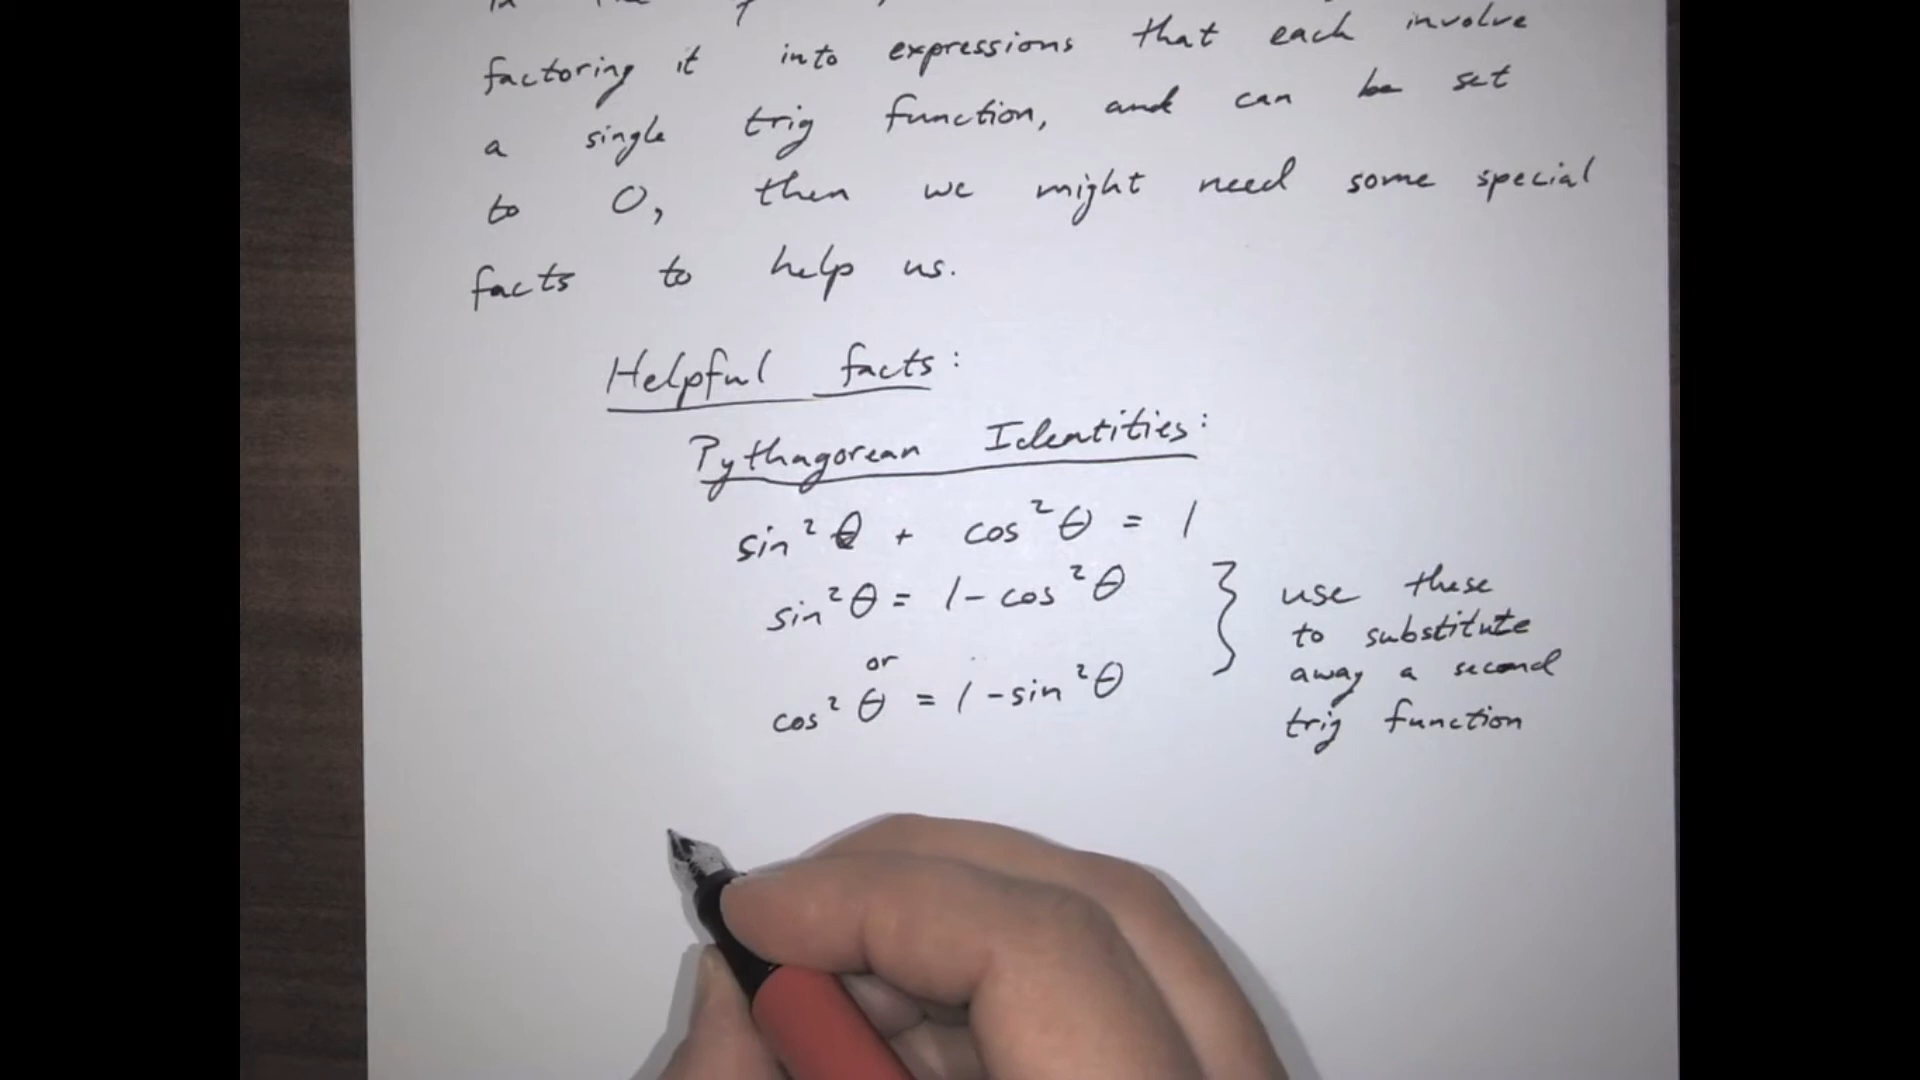 factoring it into expressions that each involve
a single trig function, and can be set
to 0, then we might need some special
facts to help us.
Helpful facts:
Pythagorean Identities:
sin²θ + cos²θ = 1
sin²θ = 1 - cos²θ
or
cos²θ = 1 - sin²θ
} use these
to substitute
away a second
trig function